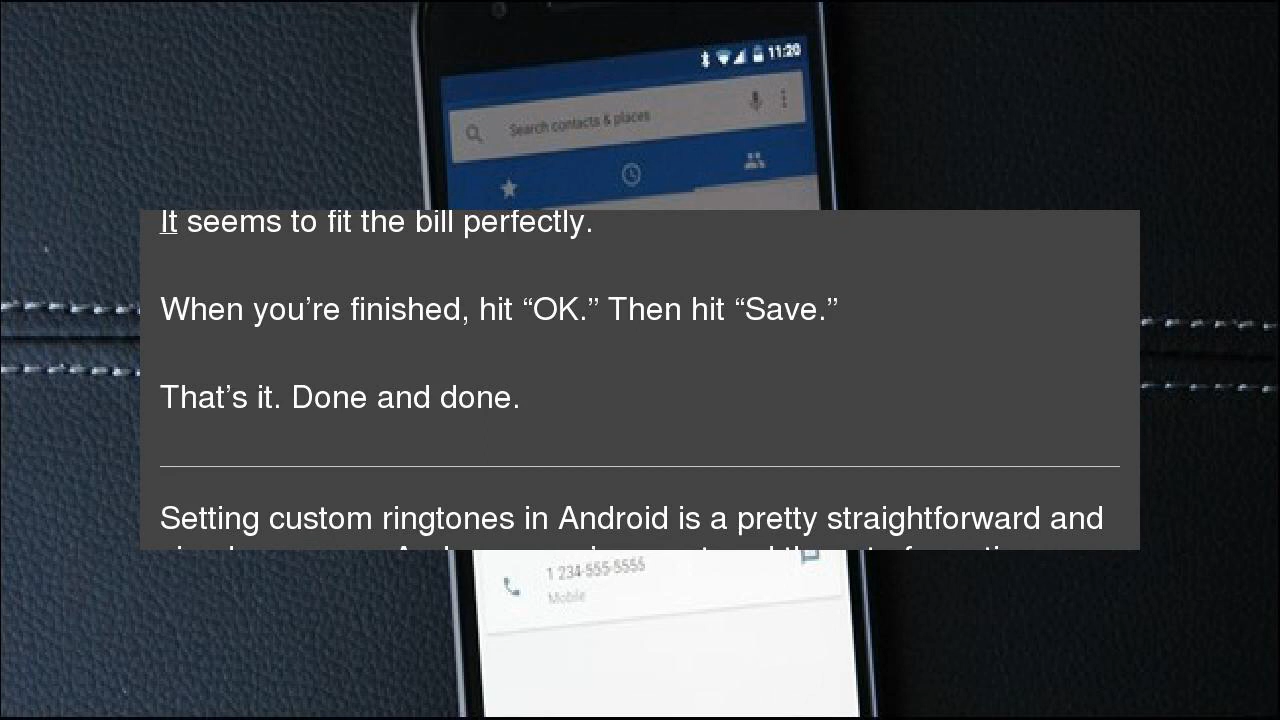 11:20
Search contacts & places
It seems to fit the bill perfectly.
When you’re finished, hit “OK.” Then hit “Save.”
That’s it. Done and done.
Setting custom ringtones in Android is a pretty straightforward and
1 234-555-5555
Mobile